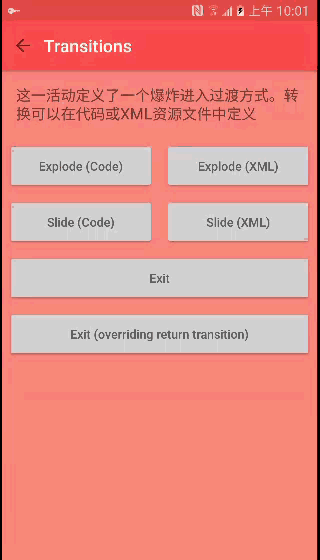 上午 10:01
Transitions
这一活动定义了一个爆炸进入过渡方式。转
换可以在代码或XML资源文件中定义
Explode (Code)
Explode (XML)
Slide (Code)
Slide (XML)
Exit
Exit (overriding return transition)